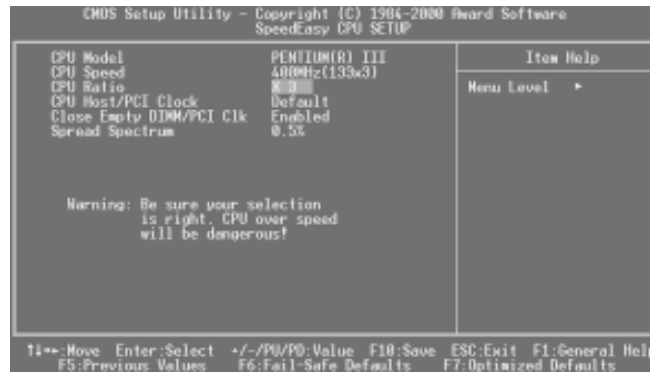 CMOS Setup Utility - Copyright (C) 1984-2000 Award Software
SpeedEasy CPU SETUP
CPU Model PENTIUM(R) III
CPU Speed 400MHz(133x3)
CPU Ratio X 3
CPU Host/PCI Clock Default
Close Empty DIMM/PCI Clk Enabled
Spread Spectrum 0.5%
Warning: Be sure your selection
is right. CPU over speed
will be dangerous!
Item Help
Menu Level ►
↑↓→←:Move Enter:Select +/-/PU/PD:Value F10:Save ESC:Exit F1:General Help
F5:Previous Values F6:Fail-Safe Defaults F7:Optimized Defaults